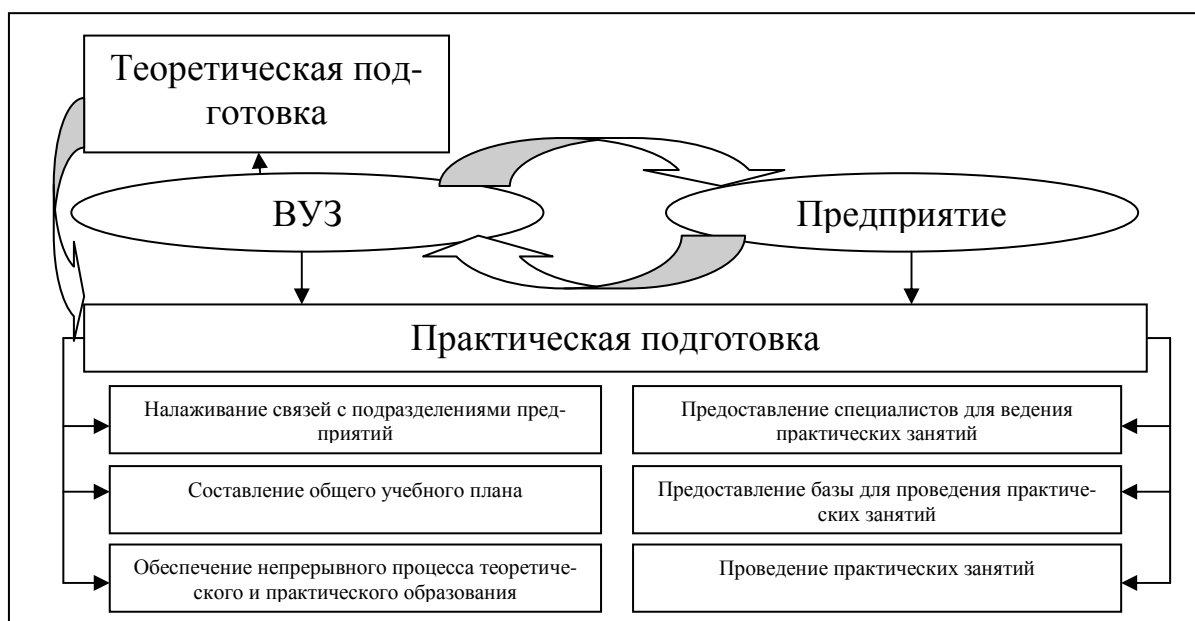 Теоретическая под-
готовка
ВУЗ
Предприятие
Практическая подготовка
Налаживание связей с подразделениями пред-
приятий
Предоставление специалистов для ведения
практических занятий
Составление общего учебного плана
Предоставление базы для проведения практиче-
ских занятий
Обеспечение непрерывного процесса теоретиче-
ского и практического образования
Проведение практических занятий